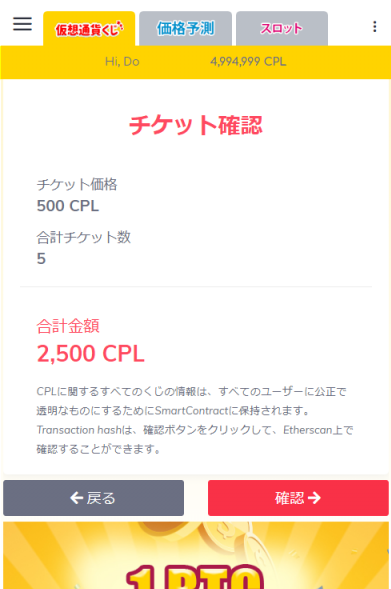 仮想通貨くじ 価格予測 スロット
Hi, Do 4,994,999 CPL
チケット確認
チケット価格
500 CPL
合計チケット数
5
合計金額
2,500 CPL
CPLに関するすべてのくじの情報は、すべてのユーザーに公正で
透明なものにするためにSmartContractに保持されます。
Transaction hashは、確認ボタンをクリックして、Etherscan上で
確認することができます。
←戻る 確認→
1 BTC